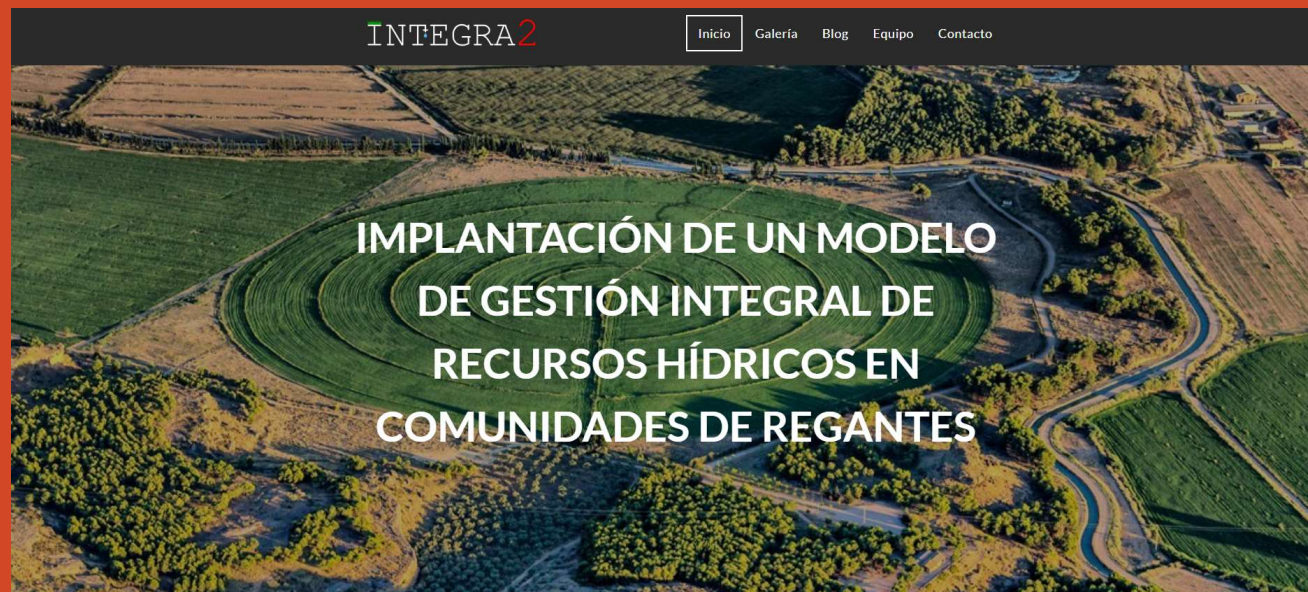 INTEGRA2
Inicio Galería Blog Equipo Contacto
IMPLANTACIÓN DE UN MODELO
DE GESTIÓN INTEGRAL DE
RECURSOS HÍDRICOS EN
COMUNIDADES DE REGANTES